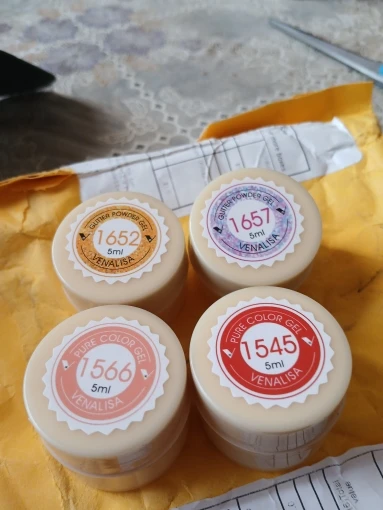 GLITTER POWDER GEL
1652
5ml
VENALISA
GLITTER POWDER GEL
1657
5ml
VENALISA
PURE COLOR GEL
1566
5ml
VENALISA
PURE COLOR GEL
1545
5ml
VENALISA